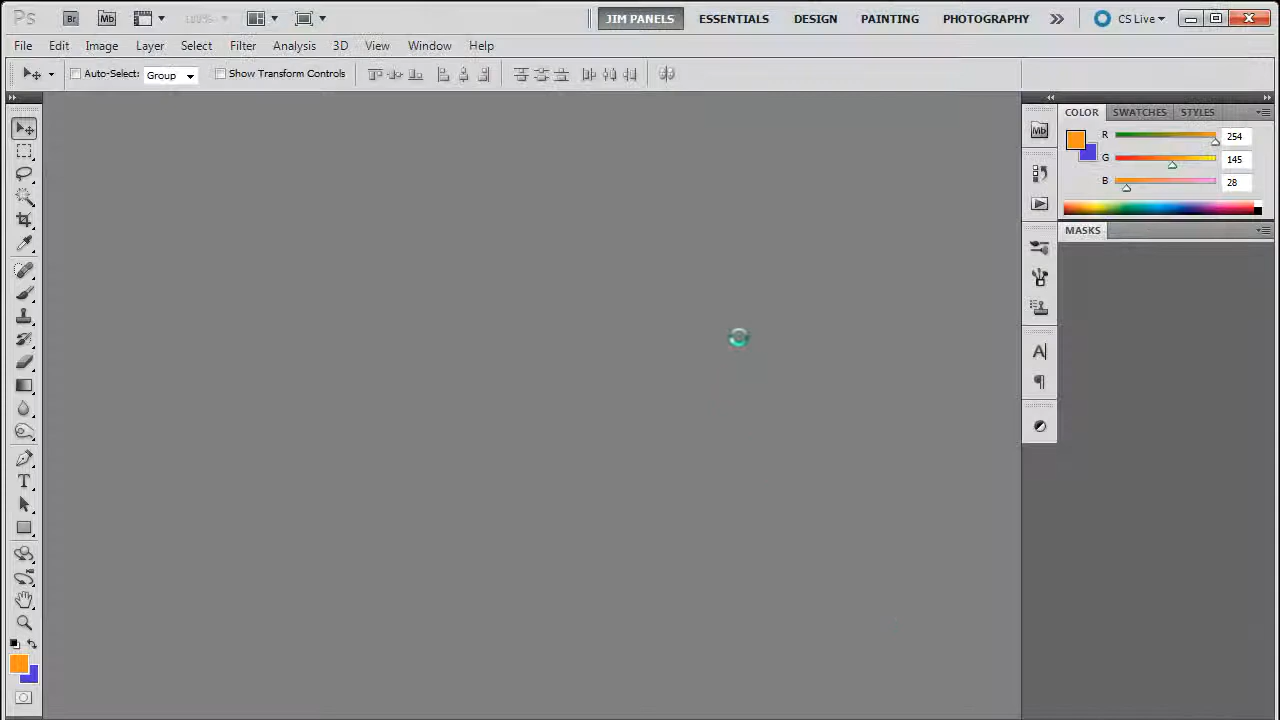 Ps Br Mb 100% JIM PANELS ESSENTIALS DESIGN PAINTING PHOTOGRAPHY CS Live
File Edit Image Layer Select Filter Analysis 3D View Window Help
Auto-Select: Group Show Transform Controls
COLOR SWATCHES STYLES
Mb
R 254
G 145
B 28
MASKS
A
T